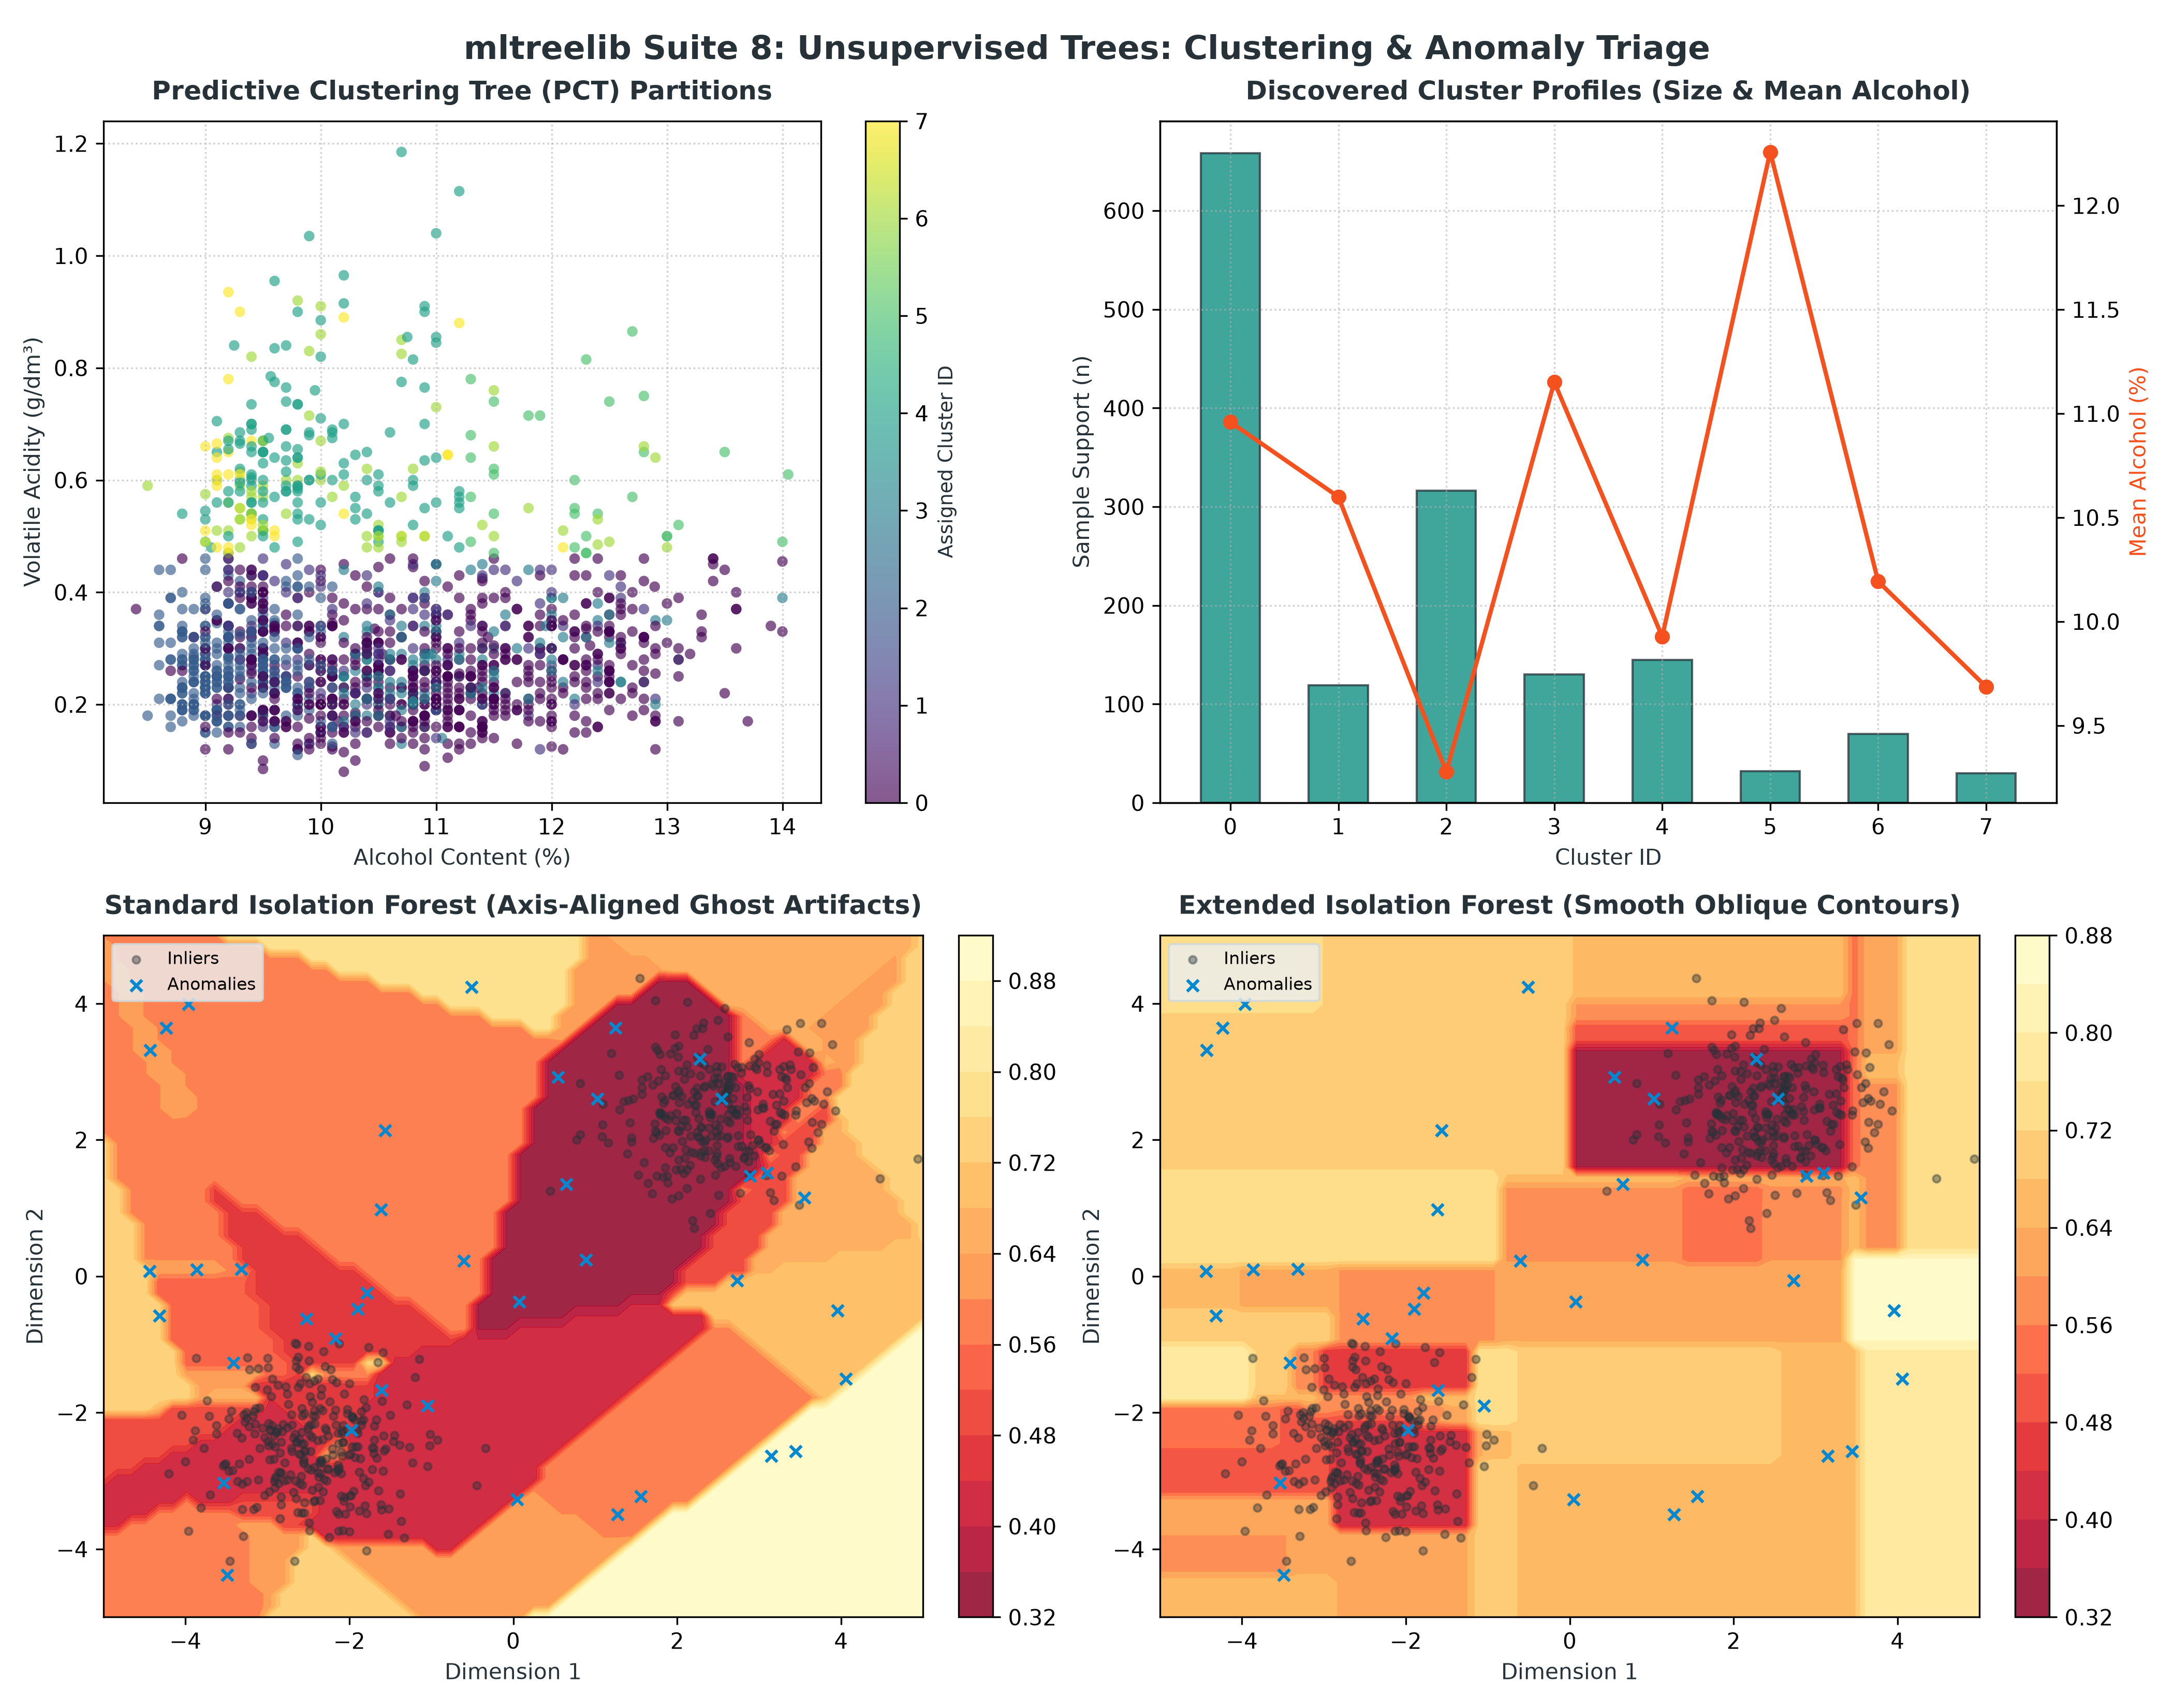 mltreelib Suite 8: Unsupervised Trees: Clustering & Anomaly Triage
Predictive Clustering Tree (PCT) Partitions
1.2
1.0
0.8
0.6
0.4
0.2
Volatile Acidity (g/dm³)
9 10 11 12 13 14
Alcohol Content (%)
7
6
5
4
3
2
1
0
Assigned Cluster ID
Discovered Cluster Profiles (Size & Mean Alcohol)
600
500
400
300
200
100
0
Sample Support (n)
0 1 2 3 4 5 6 7
Cluster ID
12.0
11.5
11.0
10.5
10.0
9.5
Mean Alcohol (%)
Standard Isolation Forest (Axis-Aligned Ghost Artifacts)
Inliers
Anomalies
4
2
0
−2
−4
Dimension 2
−4 −2 0 2 4
Dimension 1
0.88
0.80
0.72
0.64
0.56
0.48
0.40
0.32
Extended Isolation Forest (Smooth Oblique Contours)
Inliers
Anomalies
4
2
0
−2
−4
Dimension 2
−4 −2 0 2 4
Dimension 1
0.88
0.80
0.72
0.64
0.56
0.48
0.40
0.32